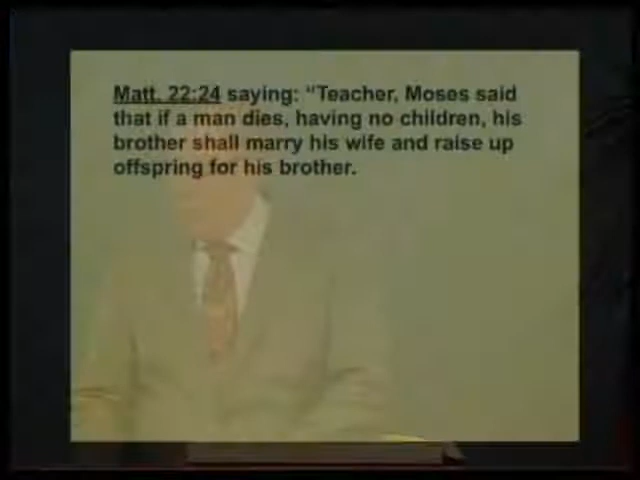 Matt. 22:24 saying: “Teacher, Moses said
that if a man dies, having no children, his
brother shall marry his wife and raise up
offspring for his brother.